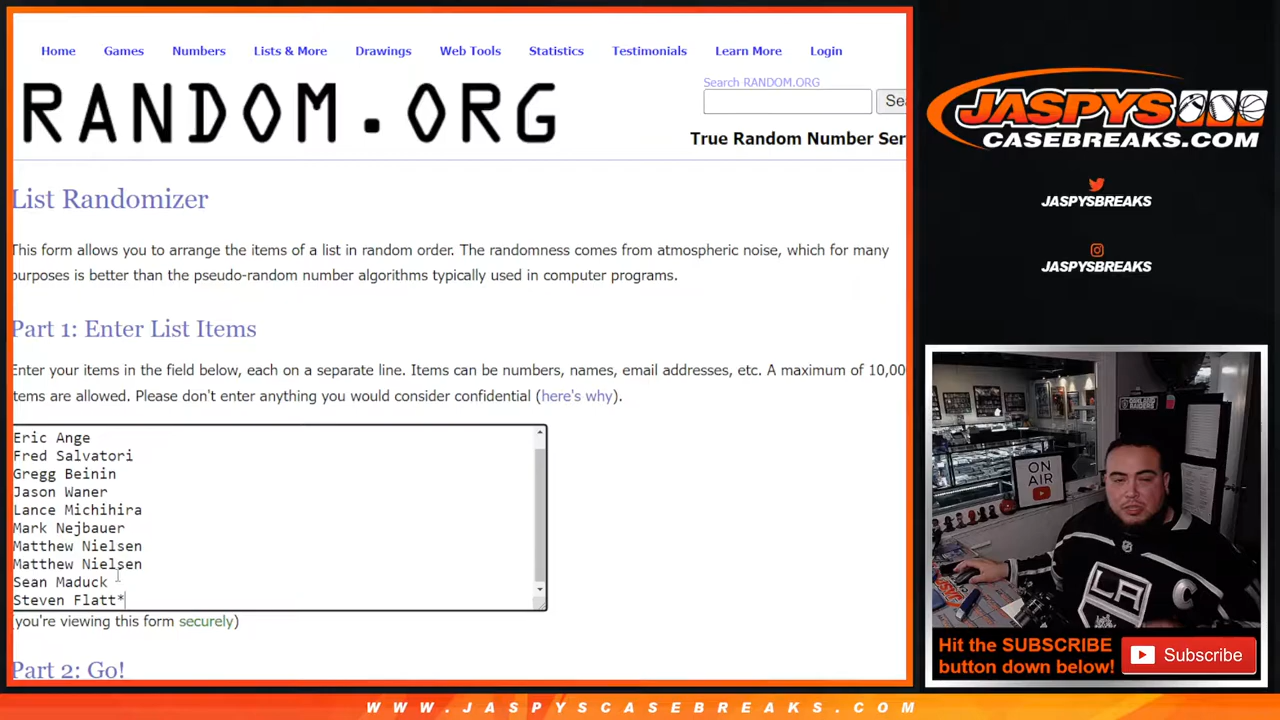 Home Games Numbers Lists & More Drawings Web Tools Statistics Testimonials Learn More Login
RANDOM.ORG
Search RANDOM.ORG
True Random Number Ser
List Randomizer
This form allows you to arrange the items of a list in random order. The randomness comes from atmospheric noise, which for many
purposes is better than the pseudo-random number algorithms typically used in computer programs.
Part 1: Enter List Items
Enter your items in the field below, each on a separate line. Items can be numbers, names, email addresses, etc. A maximum of 10,00
items are allowed. Please don't enter anything you would consider confidential (here's why).
Eric Ange
Fred Salvatori
Gregg Beinin
Jason Waner
Lance Michihira
Mark Nejbauer
Matthew Nielsen
Matthew Nielsen
Sean Maduck
Steven Flatt*
(you're viewing this form securely)
Part 2: Go!
JASPYS
CASEBREAKS.COM
JASPYSBREAKS
JASPYSBREAKS
OAKLAND
RAIDERS
ON
AIR
LA
C
Hit the SUBSCRIBE
button down below!
Subscribe
WWW.JASPYSCASEBREAKS.COM